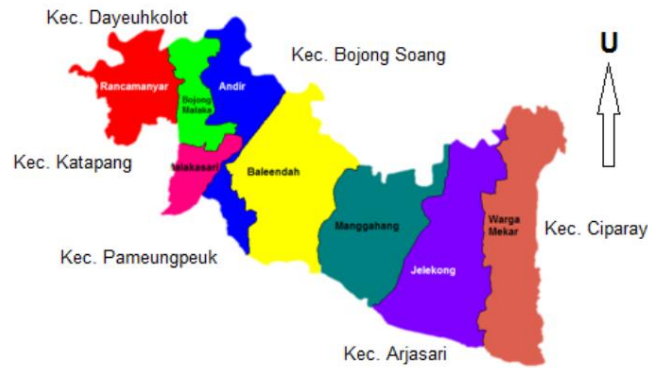 Kec. Dayeuhkolot
Kec. Bojong Soang
U
Rancamanyar
Andir
Bojong
Malaka
Kec. Katapang
Malakasari
Baleendah
Manggahang
Warga
Mekar
Kec. Ciparay
Kec. Pameungpeuk
Jelekong
Kec. Arjasari